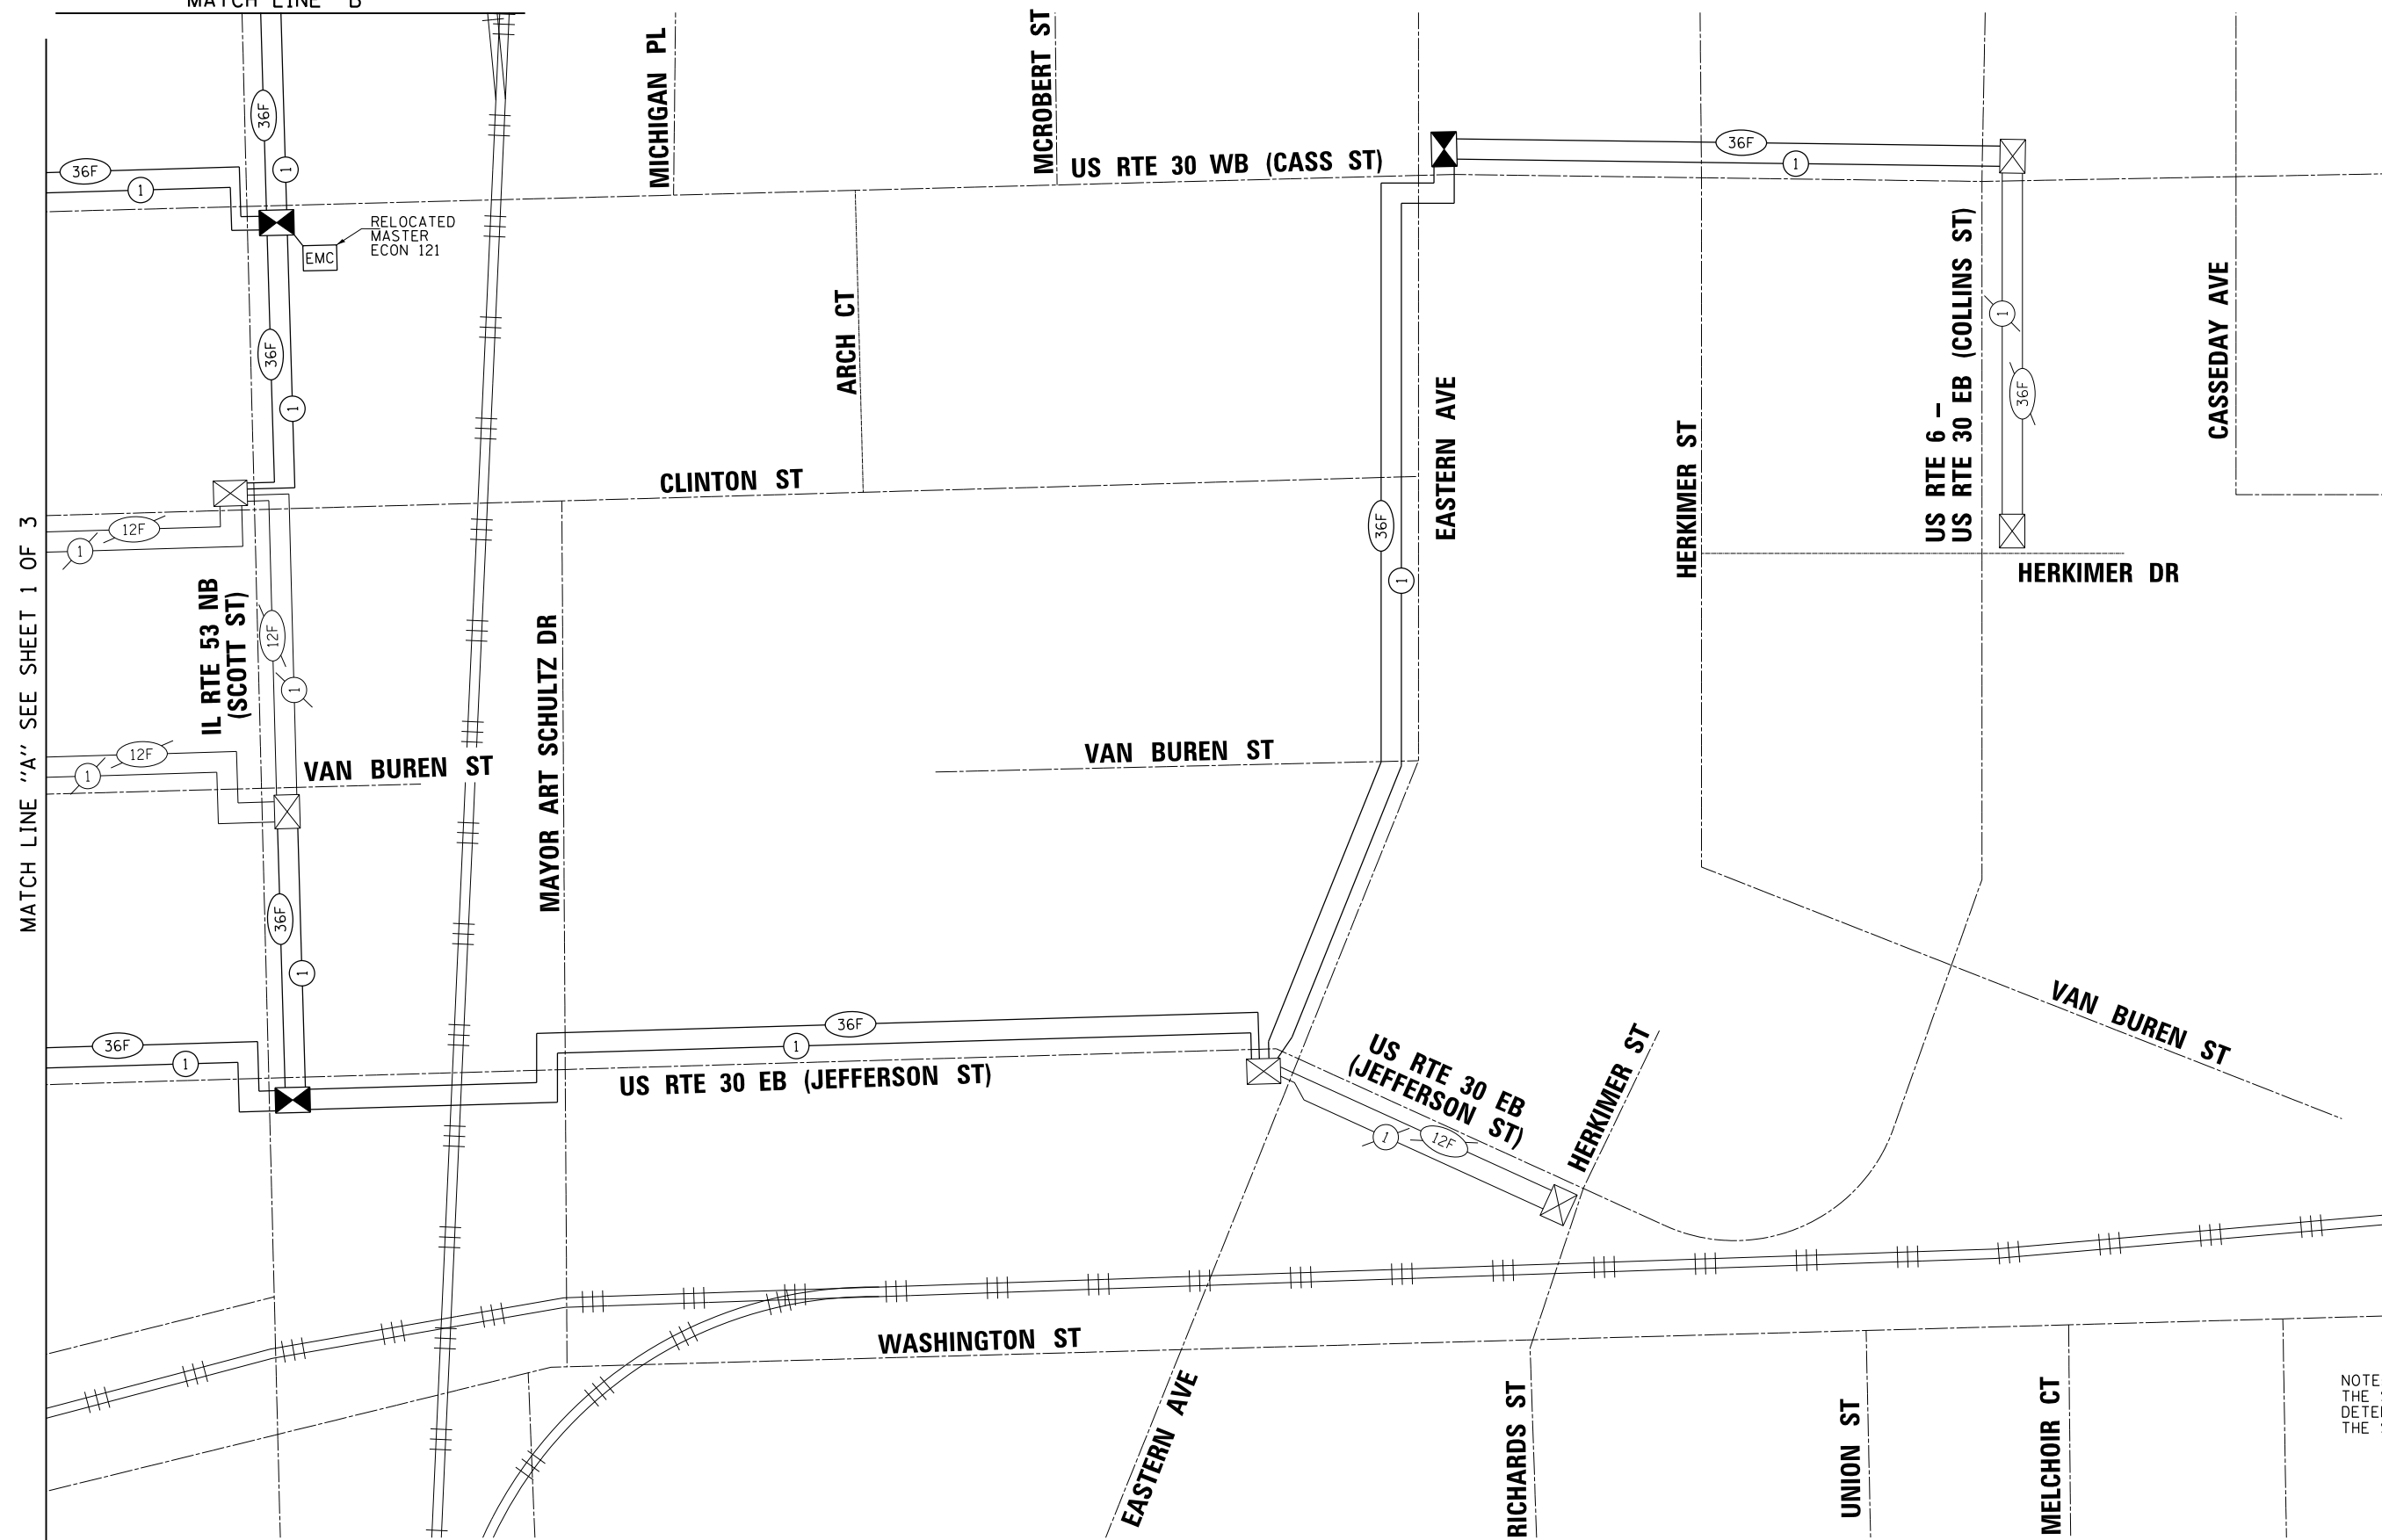 MATCH LINE "B"
MICHIGAN PL
MCROBERT ST
US RTE 30 WB (CASS ST)
36F
1
36F
1
36F
1
RELOCATED
MASTER
ECON 121
EMC
36F
1
ARCH CT
EASTERN AVE
HERKIMER ST
US RTE 6 –
US RTE 30 EB (COLLINS ST)
1
36F
CASSEDAY AVE
CLINTON ST
12F
1
36F
1
HERKIMER DR
MATCH LINE "A" SEE SHEET 1 OF 3
IL RTE 53 NB
(SCOTT ST)
12F
1
MAYOR ART SCHULTZ DR
12F
1
VAN BUREN ST
VAN BUREN ST
36F
1
36F
1
36F
1
US RTE 30 EB (JEFFERSON ST)
US RTE 30 EB
(JEFFERSON ST)
1
12F
HERKIMER ST
VAN BUREN ST
WASHINGTON ST
EASTERN AVE
RICHARDS ST
UNION ST
MELCHOIR CT
NOTE
THE
THE